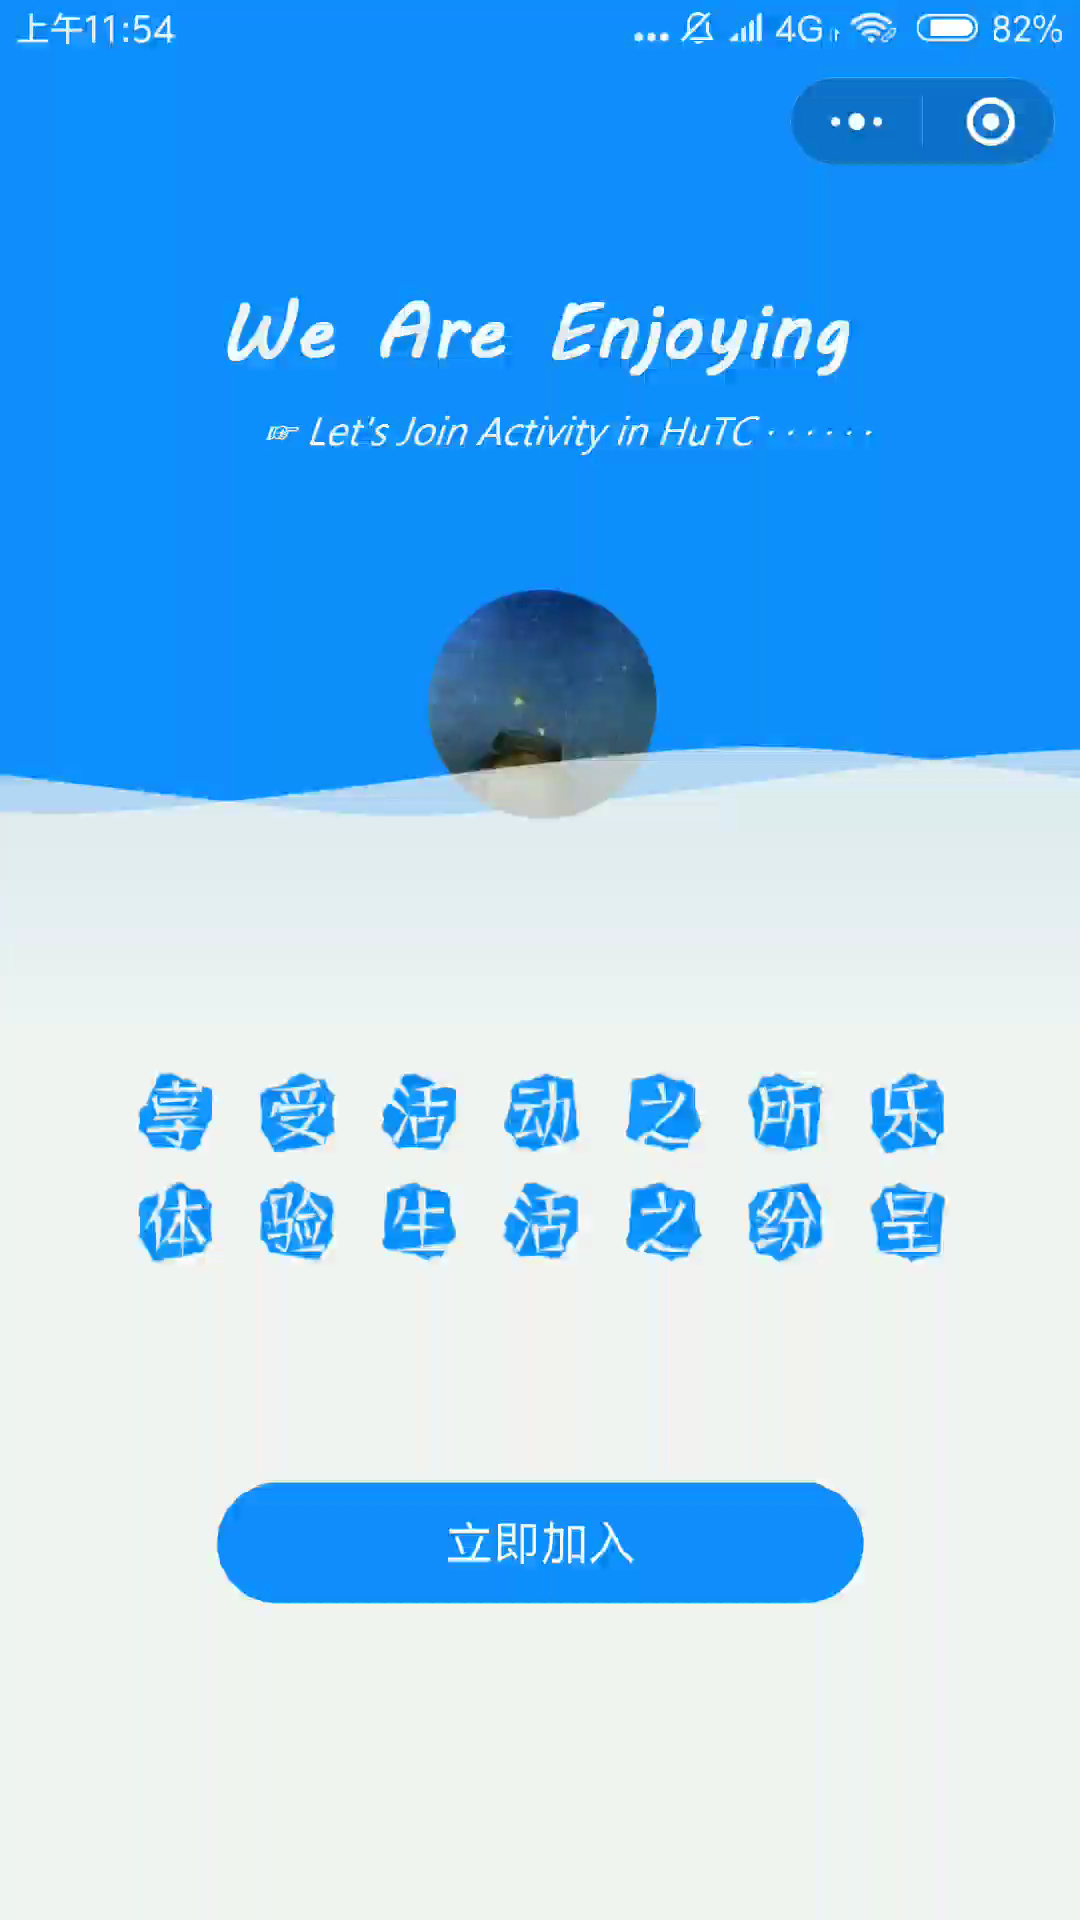 上午11:54 ... 4G 82%
We Are Enjoying
☞ Let's Join Activity in HuTC ······
享受活动之所乐
体验生活之纷呈
立即加入